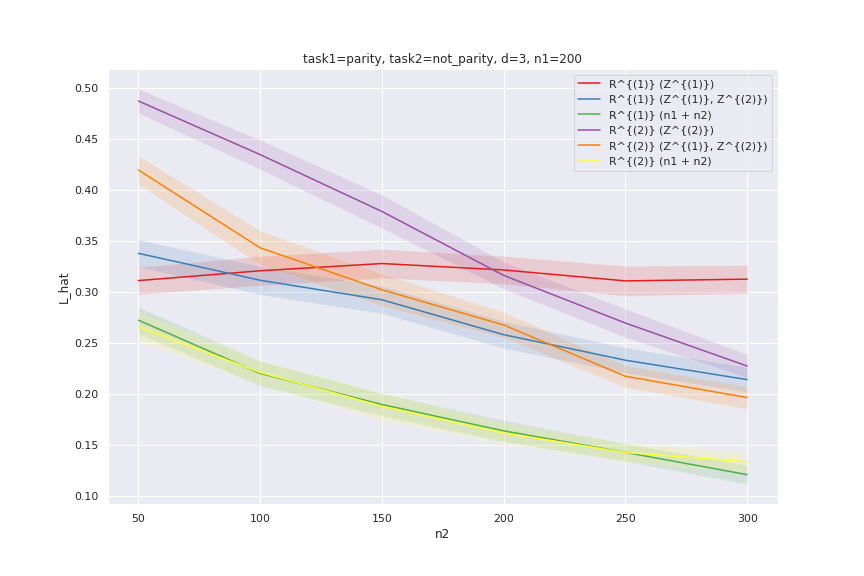 task1=parity, task2=not_parity, d=3, n1=200
R^{(1)} (Z^{(1)})
R^{(1)} (Z^{(1)}, Z^{(2)})
R^{(1)} (n1 + n2)
R^{(2)} (Z^{(2)})
R^{(2)} (Z^{(1)}, Z^{(2)})
R^{(2)} (n1 + n2)
L_hat
0.50
0.45
0.40
0.35
0.30
0.25
0.20
0.15
0.10
50 100 150 200 250 300
n2